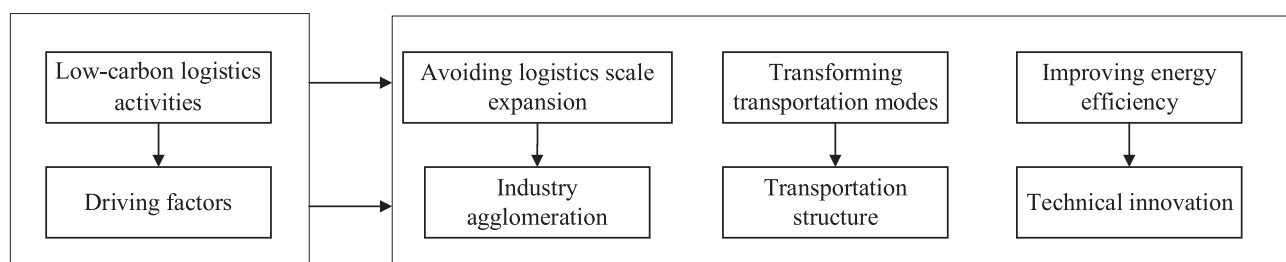 Low-carbon logistics
activities
Avoiding logistics scale
expansion
Transforming
transportation modes
Improving energy
efficiency
Driving factors
Industry
agglomeration
Transportation
structure
Technical innovation